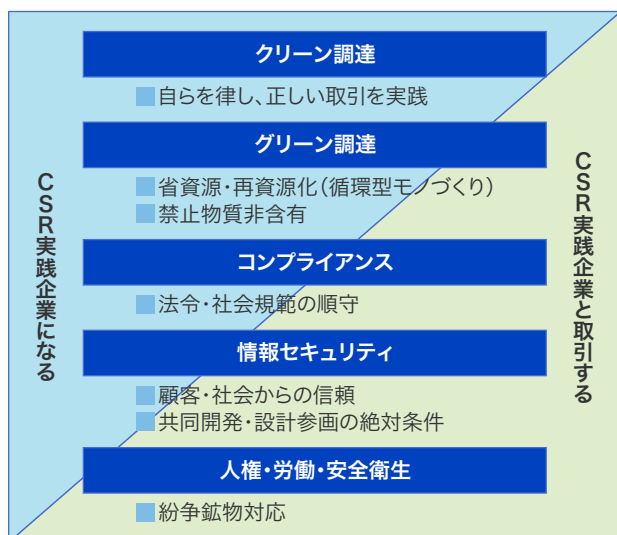 クリーン調達
自らを律し、正しい取引を実践
グリーン調達
省資源・再資源化(循環型モノづくり)
禁止物質非含有
コンプライアンス
法令・社会規範の順守
情報セキュリティ
顧客・社会からの信頼
共同開発・設計参画の絶対条件
人権・労働・安全衛生
紛争鉱物対応
CSR実践企業になる
CSR実践企業と取引する